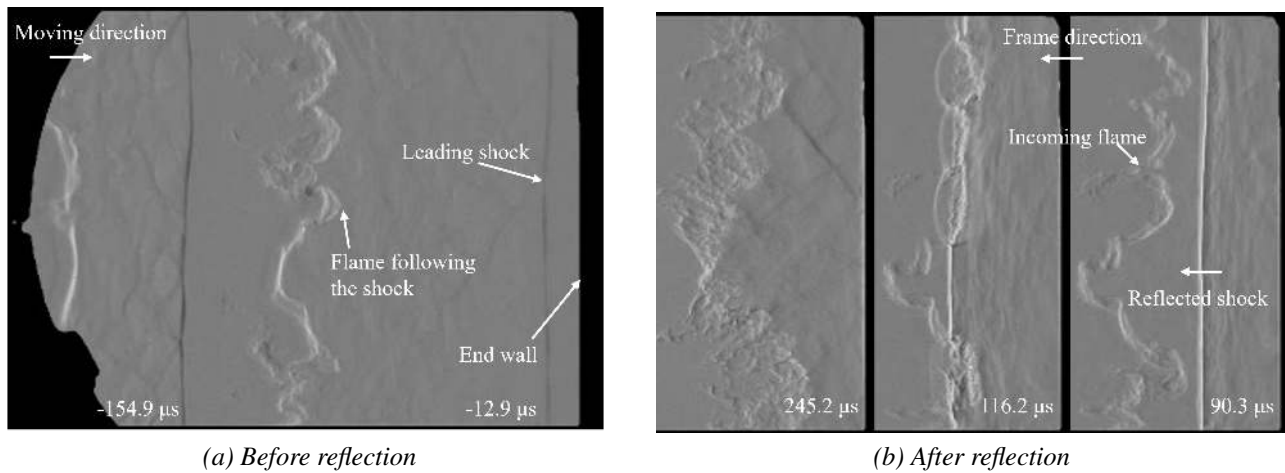 Moving direction
Leading shock
Flame following
the shock
End wall
-154.9 μs
-12.9 μs
(a) Before reflection
Frame direction
Incoming flame
Reflected shock
245.2 μs
116.2 μs
90.3 μs
(b) After reflection